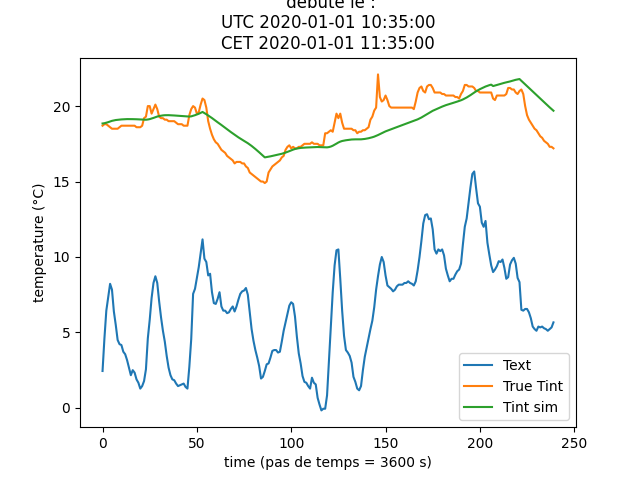 debute le :
UTC 2020-01-01 10:35:00
CET 2020-01-01 11:35:00
temperature (°C)
20
15
10
5
0
Text
True Tint
Tint sim
0 50 100 150 200 250
time (pas de temps = 3600 s)